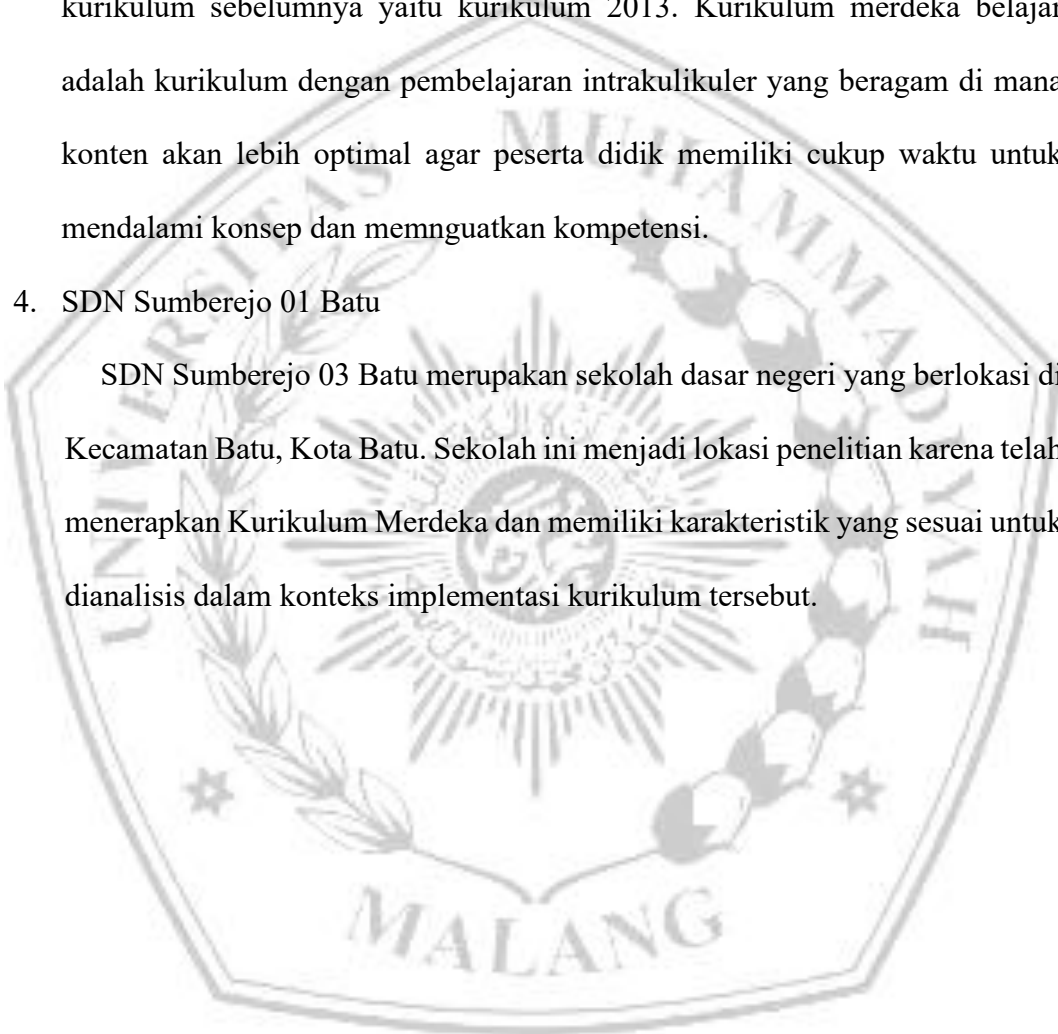 kurikulum sebelumnya yaitu kurikulum 2013. Kurikulum merdeka belajar
adalah kurikulum dengan pembelajaran intrakulikuler yang beragam di mana
konten akan lebih optimal agar peserta didik memiliki cukup waktu untuk
mendalami konsep dan memnguatkan kompetensi.
4. SDN Sumberejo 01 Batu
SDN Sumberejo 03 Batu merupakan sekolah dasar negeri yang berlokasi di
Kecamatan Batu, Kota Batu. Sekolah ini menjadi lokasi penelitian karena telah
menerapkan Kurikulum Merdeka dan memiliki karakteristik yang sesuai untuk
dianalisis dalam konteks implementasi kurikulum tersebut.
UNIVERSITAS MUHAMMADIYAH
MALANG